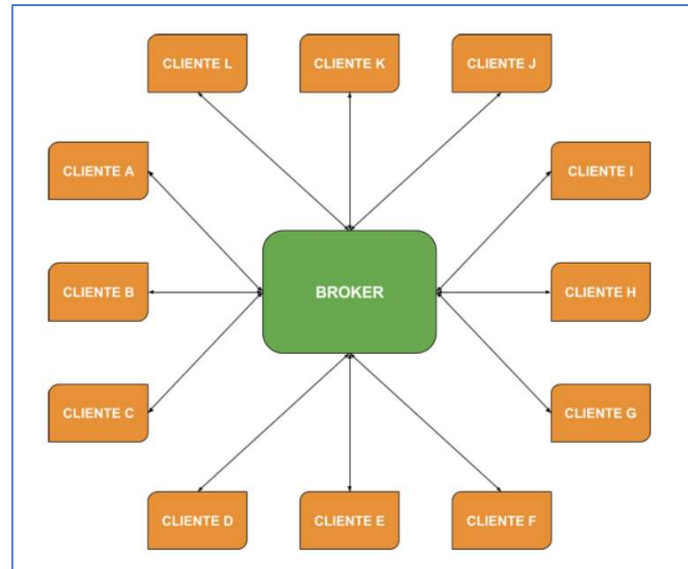 CLIENTE L
CLIENTE K
CLIENTE J
CLIENTE A
CLIENTE I
CLIENTE B
BROKER
CLIENTE H
CLIENTE C
CLIENTE G
CLIENTE D
CLIENTE E
CLIENTE F